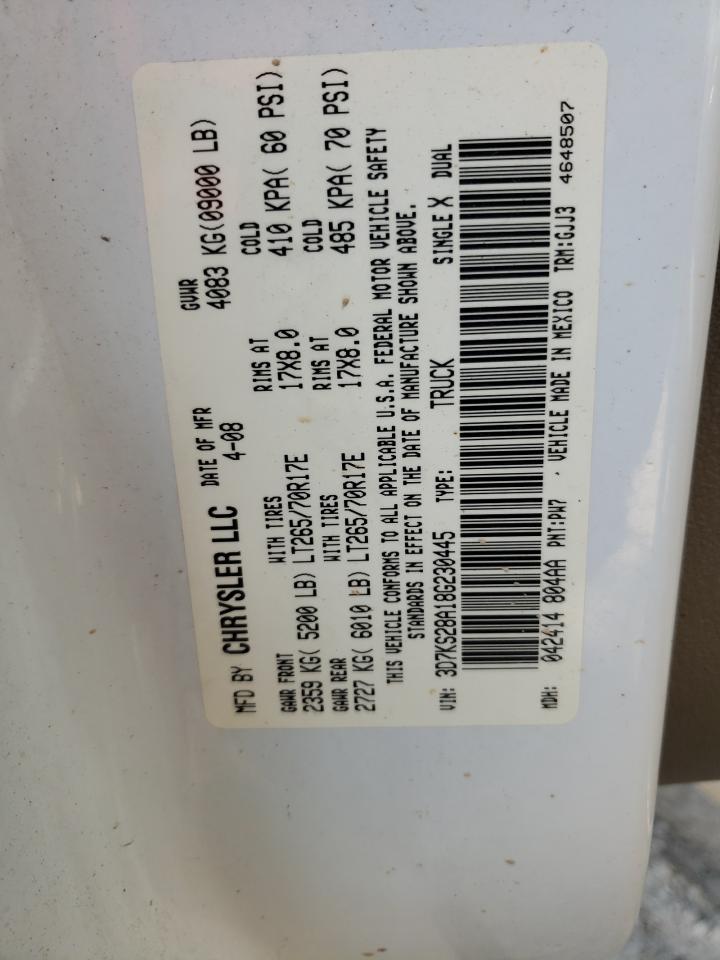 MFD BY CHRYSLER LLC DATE OF MFR GVWR
4-08 4083 KG(09000 LB)
GAWR FRONT WITH TIRES RIMS AT COLD
2359 KG( 5200 LB) LT265/70R17E 17X8.0 410 KPA( 60 PSI)
GAWR REAR WITH TIRES RIMS AT COLD
2727 KG( 6010 LB) LT265/70R17E 17X8.0 485 KPA( 70 PSI)
THIS VEHICLE CONFORMS TO ALL APPLICABLE U.S.A. FEDERAL MOTOR VEHICLE SAFETY
STANDARDS IN EFFECT ON THE DATE OF MANUFACTURE SHOWN ABOVE.
VIN: 3D7KS28A18G230445 TYPE: TRUCK SINGLE X DUAL
MDH: 042414 804AA PNT:PW7 · VEHICLE MADE IN MEXICO TRM:GJJ3 4648507